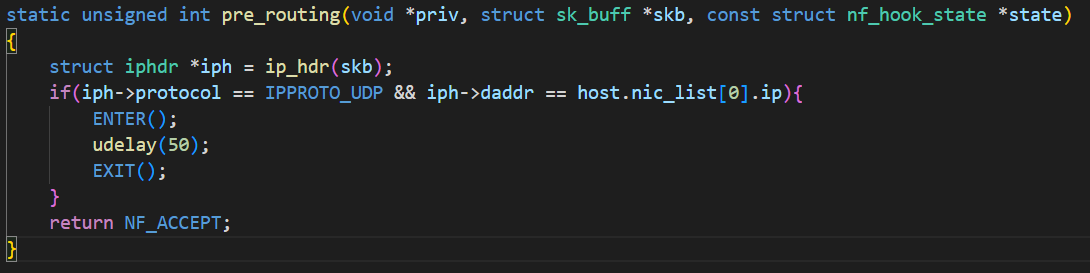 static unsigned int pre_routing(void *priv, struct sk_buff *skb, const struct nf_hook_state *state)
{
    struct iphdr *iph = ip_hdr(skb);
    if(iph->protocol == IPPROTO_UDP && iph->daddr == host.nic_list[0].ip){
        ENTER();
        udelay(50);
        EXIT();
    }
    return NF_ACCEPT;
}